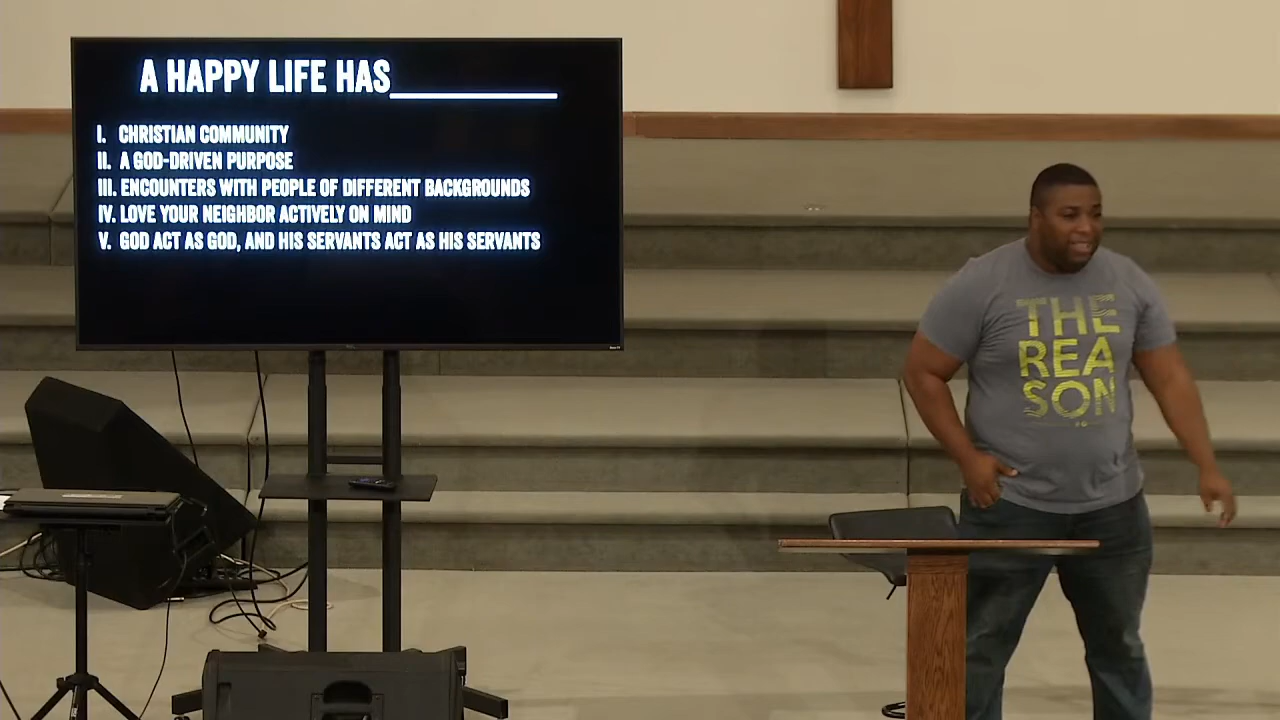 A HAPPY LIFE HAS__________
I. CHRISTIAN COMMUNITY
II. A GOD-DRIVEN PURPOSE
III. ENCOUNTERS WITH PEOPLE OF DIFFERENT BACKGROUNDS
IV. LOVE YOUR NEIGHBOR ACTIVELY ON MIND
V. GOD ACT AS GOD, AND HIS SERVANTS ACT AS HIS SERVANTS
THE
REA
SON